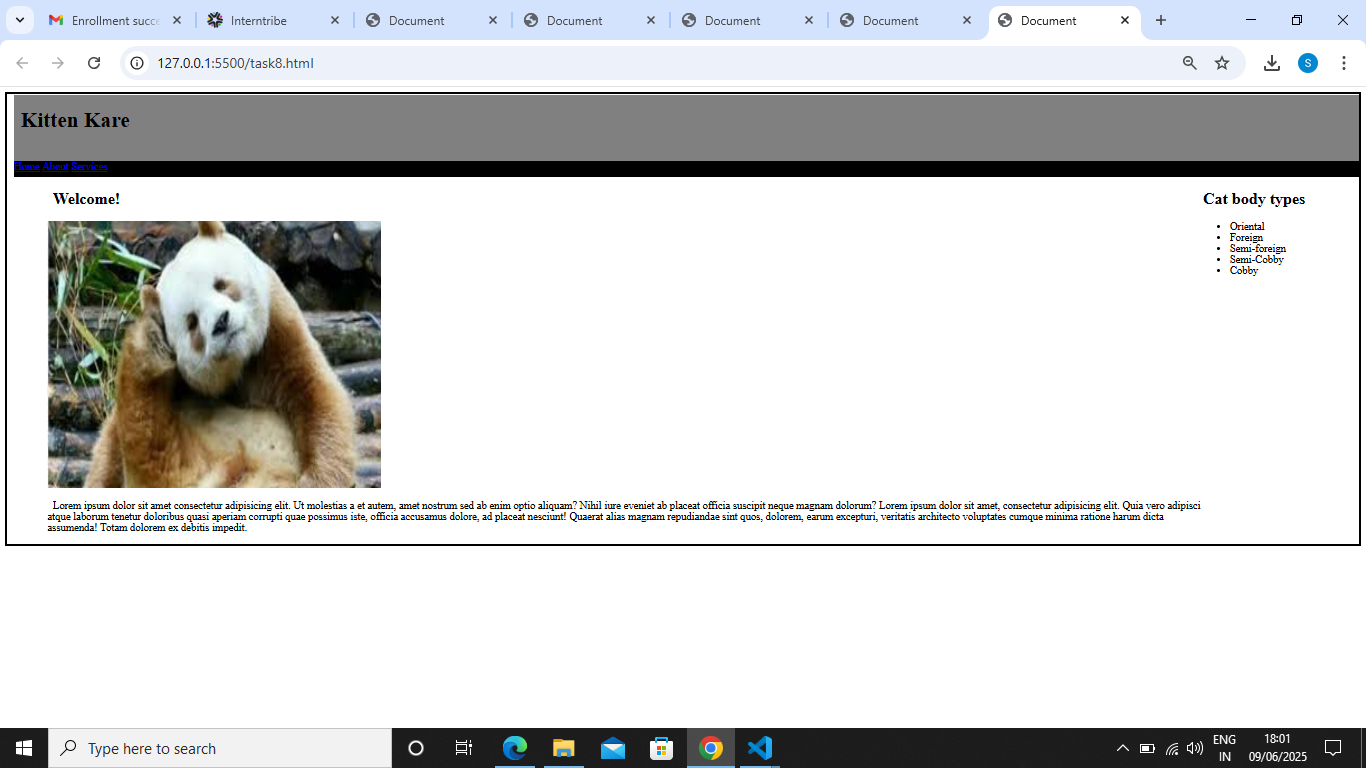 Enrollment succe
Interntribe
Document
Document
Document
Document
Document
127.0.0.1:5500/task8.html
S
Kitten Kare
Home About Services
Welcome!
Cat body types
Oriental
Foreign
Semi-foreign
Semi-Cobby
Cobby
Lorem ipsum dolor sit amet consectetur adipisicing elit. Ut molestias a et autem, amet nostrum sed ab enim optio aliquam? Nihil iure eveniet ab placeat officia suscipit neque magnam dolorum? Lorem ipsum dolor sit amet, consectetur adipisicing elit. Quia vero adipisci
atque laborum tenetur doloribus quasi aperiam corrupti quae possimus iste, officia accusamus dolore, ad placeat nesciunt! Quaerat alias magnam repudiandae sint quos, dolorem, earum excepturi, veritatis architecto voluptates cumque minima ratione harum dicta
assumenda! Totam dolorem ex debitis impedit.
Type here to search
ENG
IN
18:01
09/06/2025